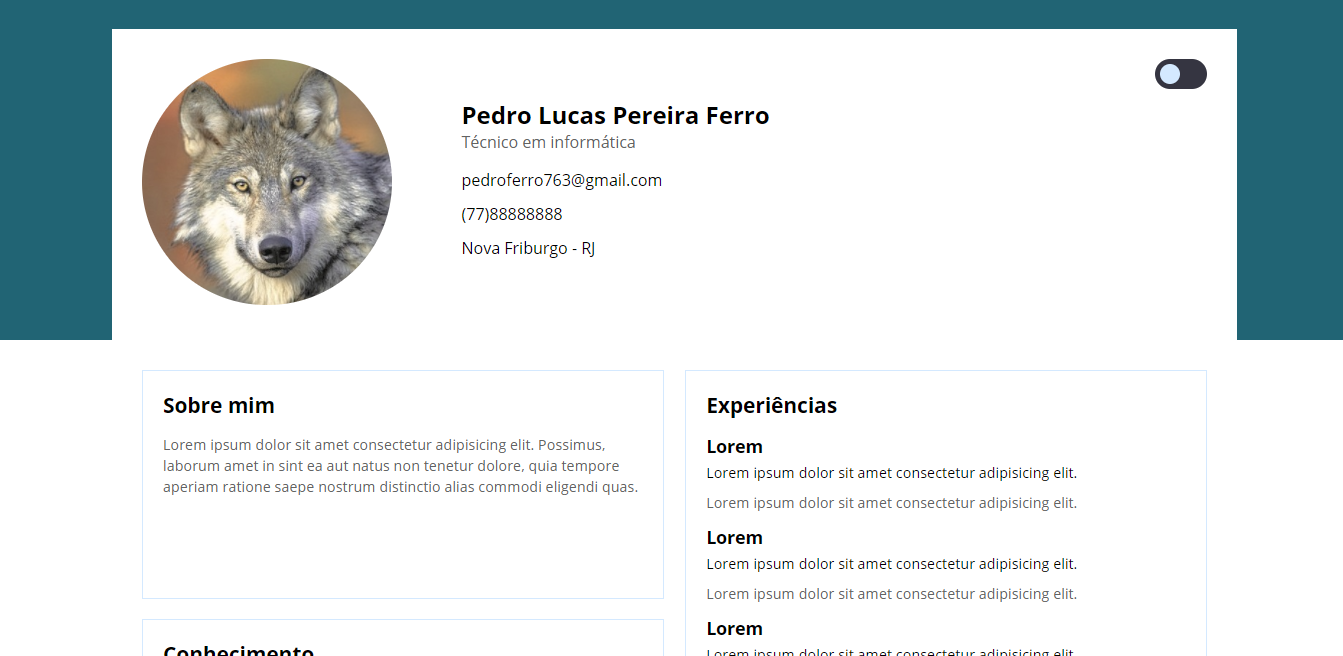 Pedro Lucas Pereira Ferro
Técnico em informática
pedroferro763@gmail.com
(77)88888888
Nova Friburgo - RJ
Sobre mim
Lorem ipsum dolor sit amet consectetur adipisicing elit. Possimus,
laborum amet in sint ea aut natus non tenetur dolore, quia tempore
aperiam ratione saepe nostrum distinctio alias commodi eligendi quas.
Conhecimento
Experiências
Lorem
Lorem ipsum dolor sit amet consectetur adipisicing elit.
Lorem ipsum dolor sit amet consectetur adipisicing elit.
Lorem
Lorem ipsum dolor sit amet consectetur adipisicing elit.
Lorem ipsum dolor sit amet consectetur adipisicing elit.
Lorem
Lorem ipsum dolor sit amet consectetur adipisicing elit.